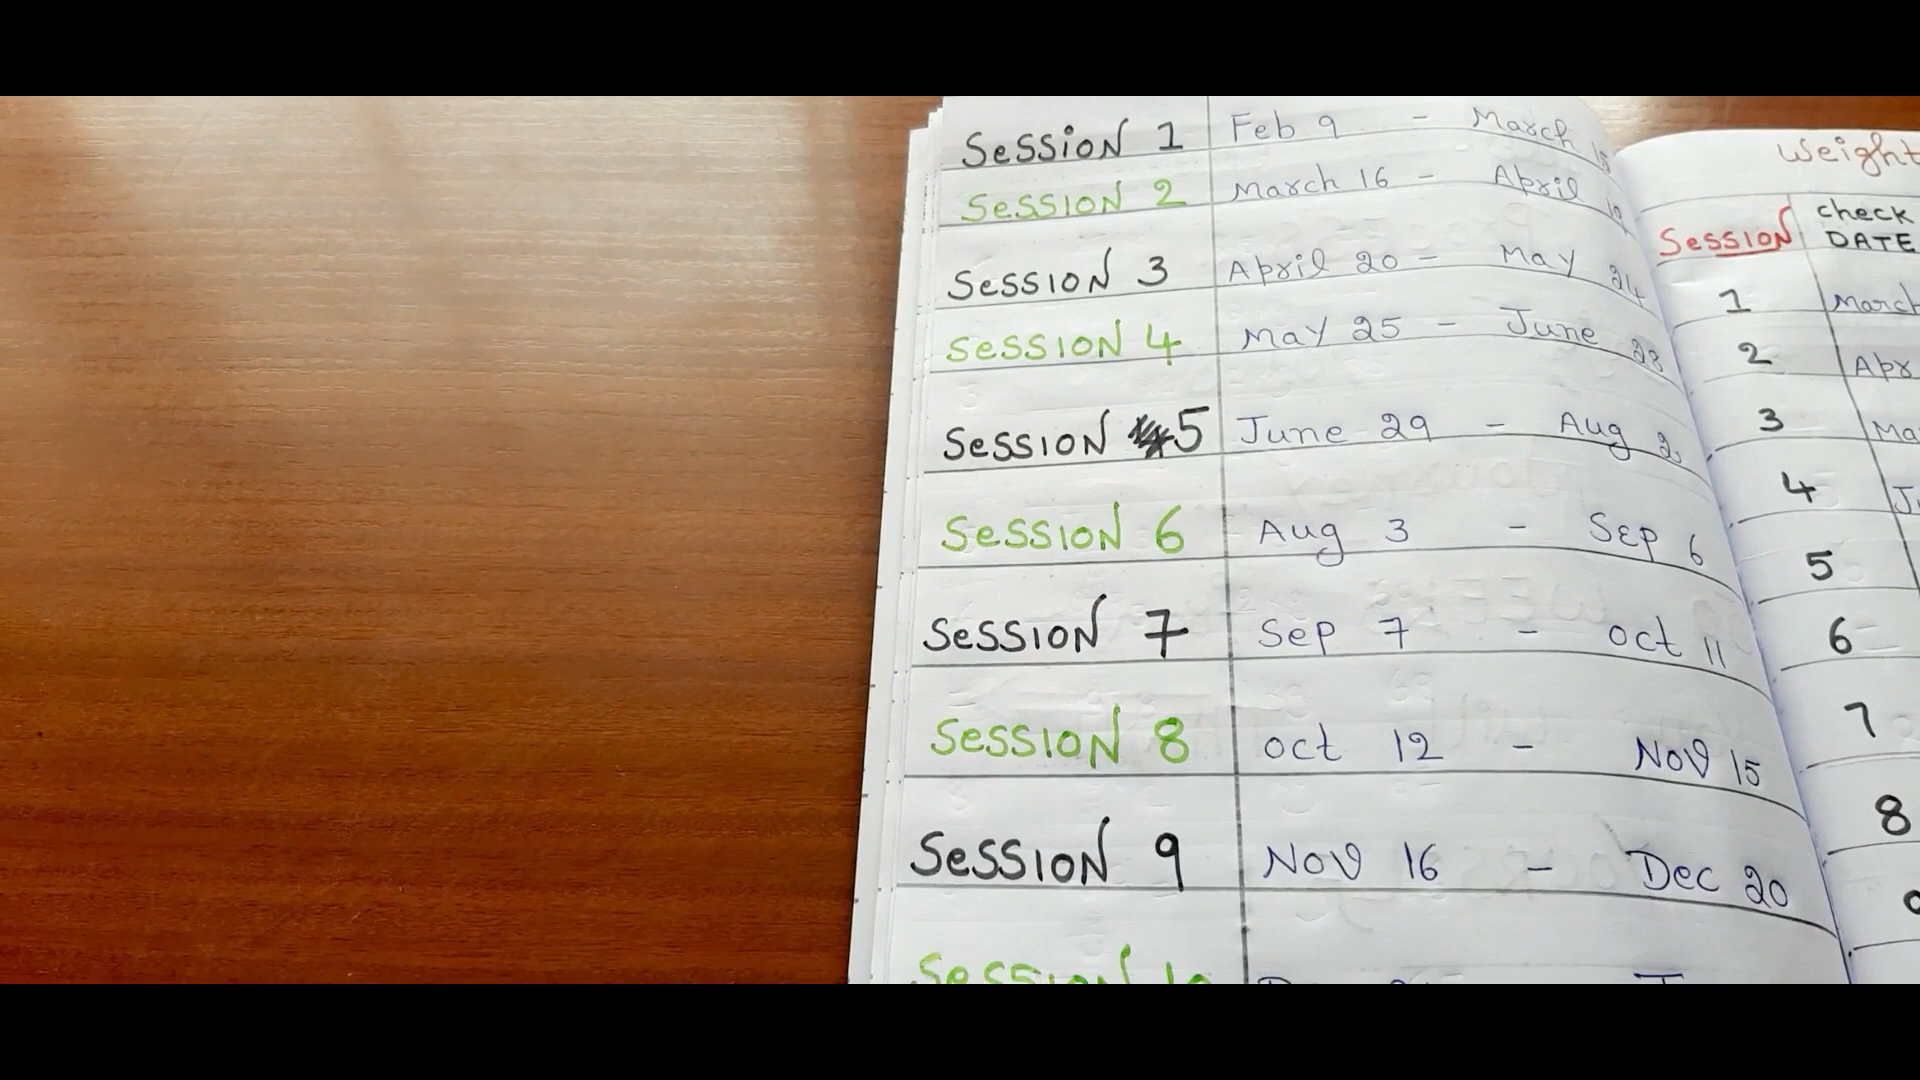 Session 1 Feb 9 - March 15
Session 2 March 16 - April 19
Session 3 April 20 - May 24
Session 4 May 25 - June 28
Session 5 June 29 - Aug 2
Session 6 Aug 3 - Sep 6
Session 7 Sep 7 - Oct 11
Session 8 Oct 12 - Nov 15
Session 9 Nov 16 - Dec 20
Session 10
Weight
Session check DATE
1 March
2
3
4
5
6
7
8